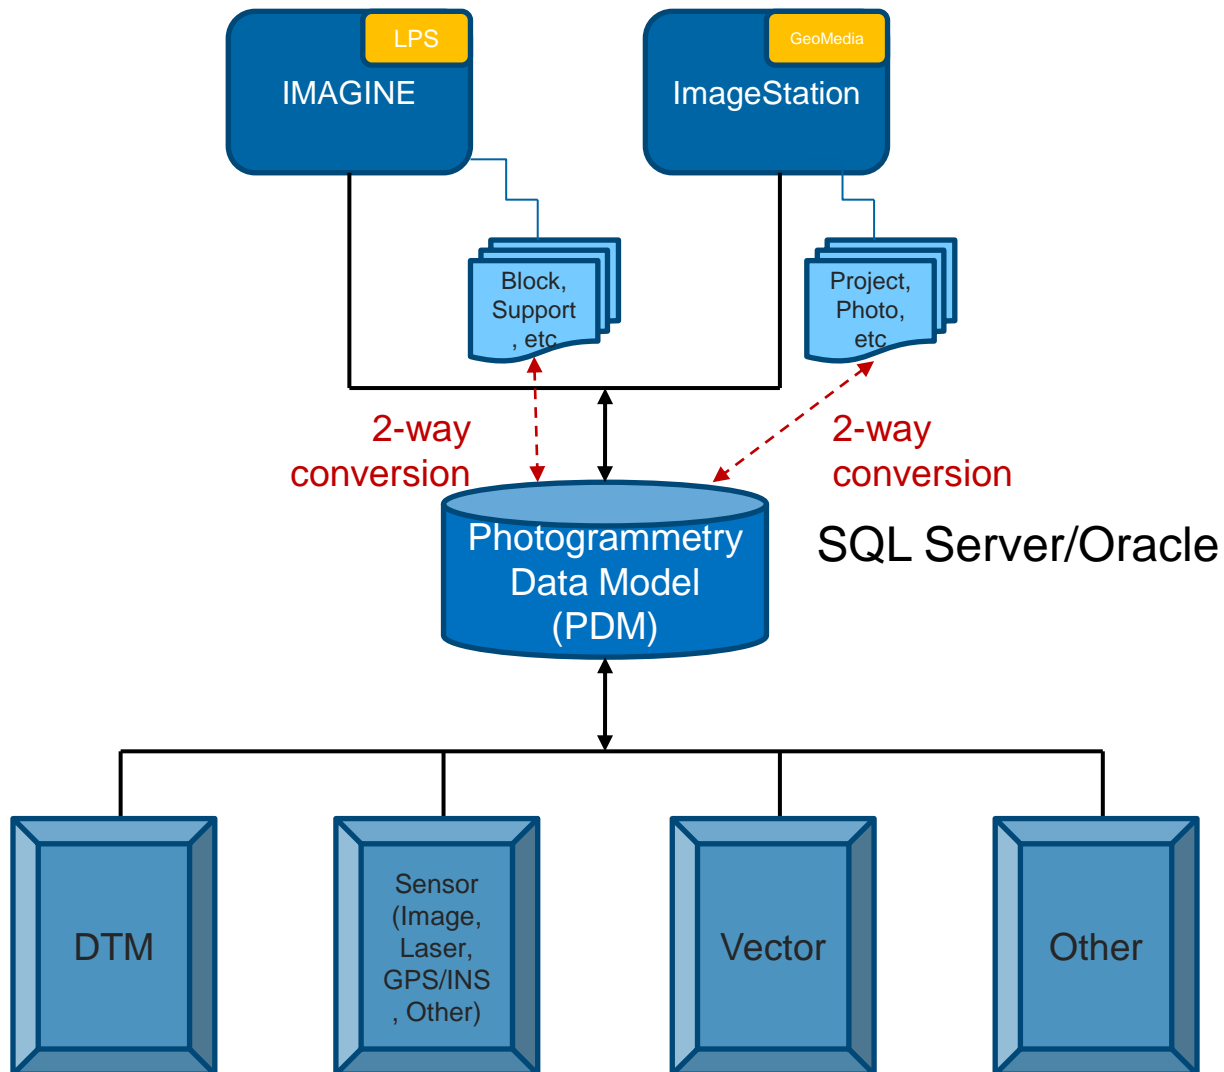 LPS
IMAGINE
GeoMedia
ImageStation
Block,
Support
, etc
Project,
Photo,
etc
2-way
conversion
2-way
conversion
Photogrammetry
Data Model
(PDM)
SQL Server/Oracle
DTM
Sensor
(Image,
Laser,
GPS/INS
, Other)
Vector
Other